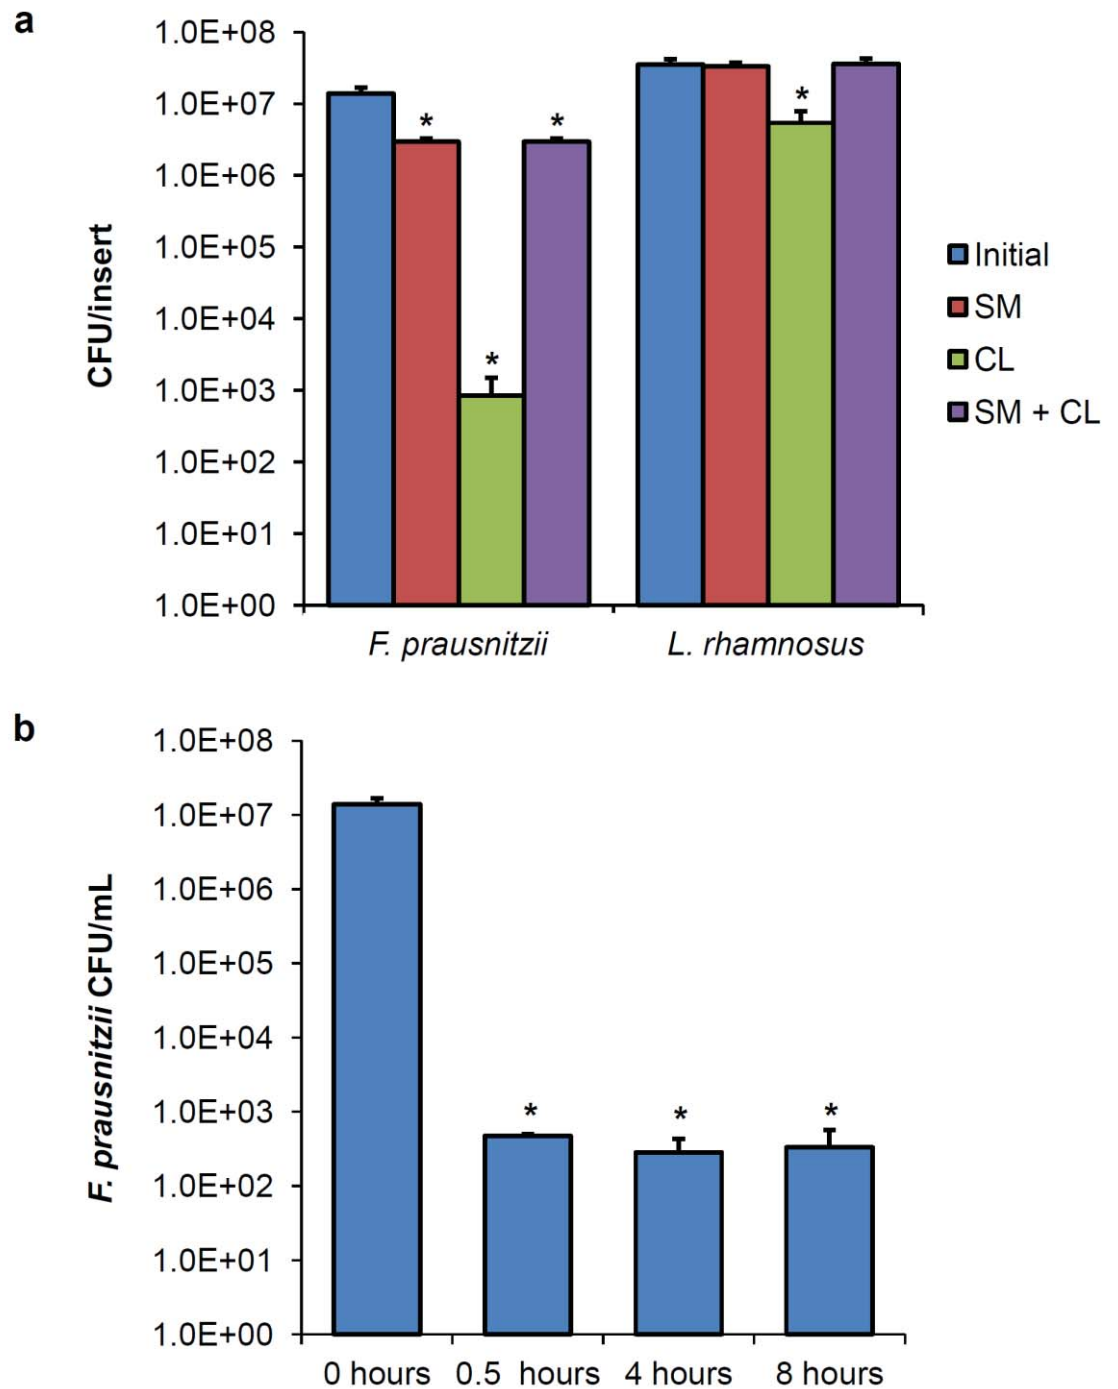 a
1.0E+08
1.0E+07
1.0E+06
1.0E+05
1.0E+04
1.0E+03
1.0E+02
1.0E+01
1.0E+00
CFU/insert
* * * *
F. prausnitzii L. rhamnosus
Initial
SM
CL
SM + CL
b
1.0E+08
1.0E+07
1.0E+06
1.0E+05
1.0E+04
1.0E+03
1.0E+02
1.0E+01
1.0E+00
F. prausnitzii CFU/mL
* * *
0 hours 0.5 hours 4 hours 8 hours